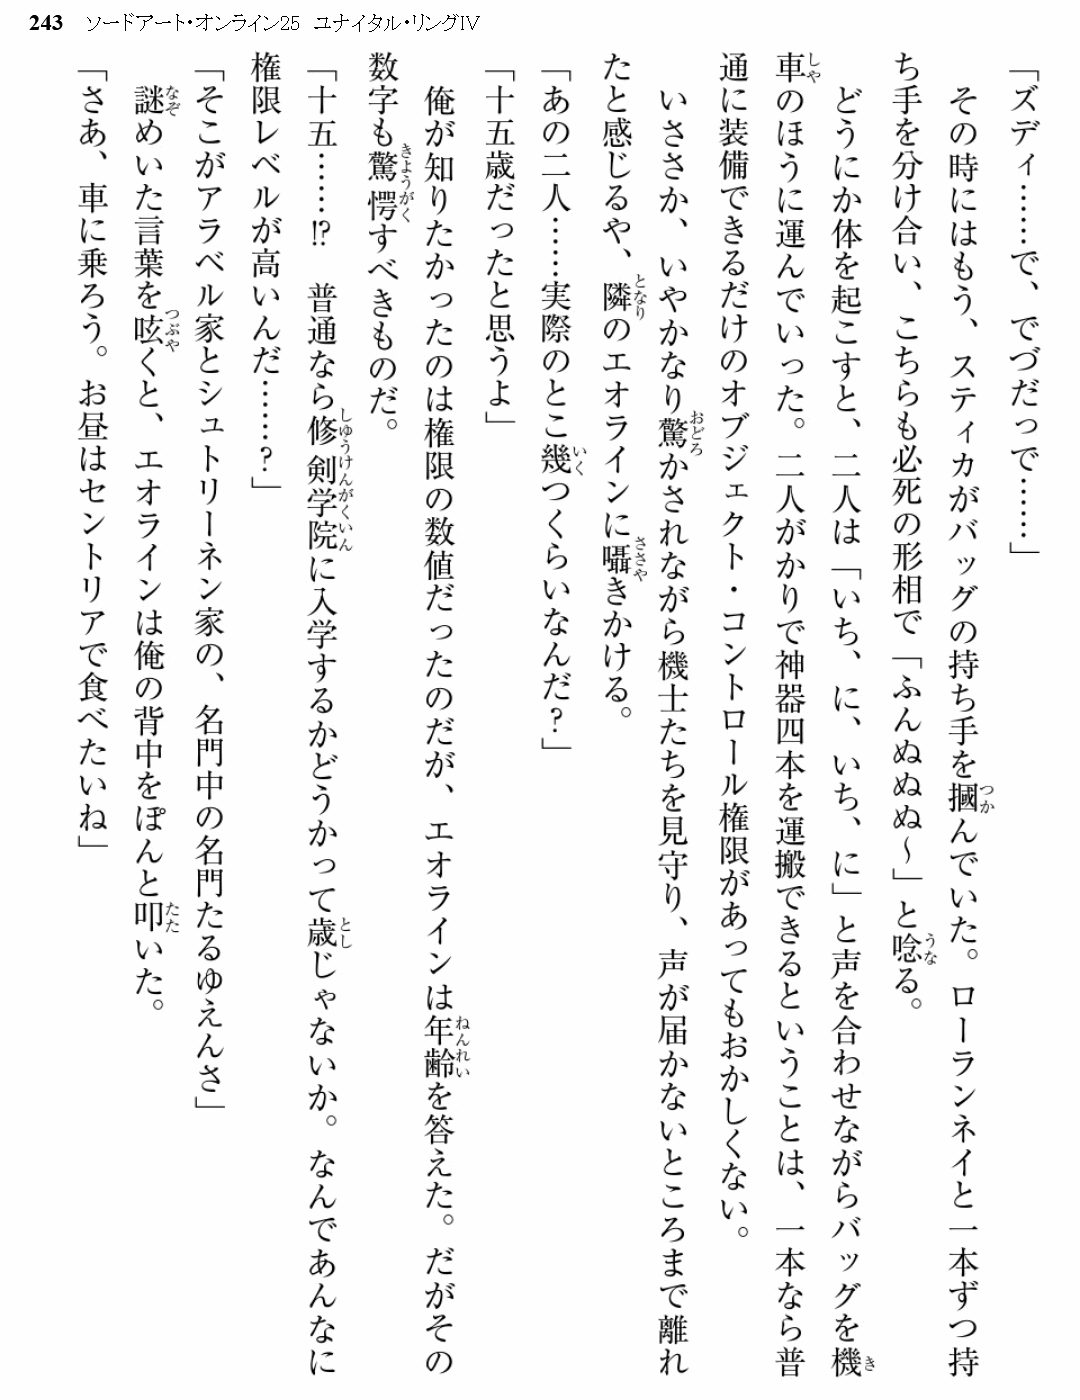 243 ソードアート・オンライン25 ユナイタル・リングIV
「ズディ……で、でづだっで……」
その時にはもう、スティカがバッグの持ち手を摑んでいた。ローランネイと一本ずつ持
ち手を分け合い、こちらも必死の形相で「ふんぬぬぬ～」と唸る。
どうにか体を起こすと、二人は「いち、に、いち、に」と声を合わせながらバッグを機
車のほうに運んでいった。二人がかりで神器四本を運搬できるということは、一本なら普
通に装備できるだけのオブジェクト・コントロール権限があってもおかしくない。
いささか、いやかなり驚かされながら機士たちを見守り、声が届かないところまで離れ
たと感じるや、隣のエオラインに囁きかける。
「あの二人……実際のとこ幾つくらいなんだ？」
「十五歳だったと思うよ」
俺が知りたかったのは権限の数値だったのだが、エオラインは年齢を答えた。だがその
数字も驚愕すべきものだ。
「十五……⁉　普通なら修剣学院に入学するかどうかって歳じゃないか。なんであんなに
権限レベルが高いんだ……？」
「そこがアラベル家とシュトリーネン家の、名門中の名門たるゆえんさ」
謎めいた言葉を呟くと、エオラインは俺の背中をぽんと叩いた。
「さあ、車に乗ろう。お昼はセントリアで食べたいね」